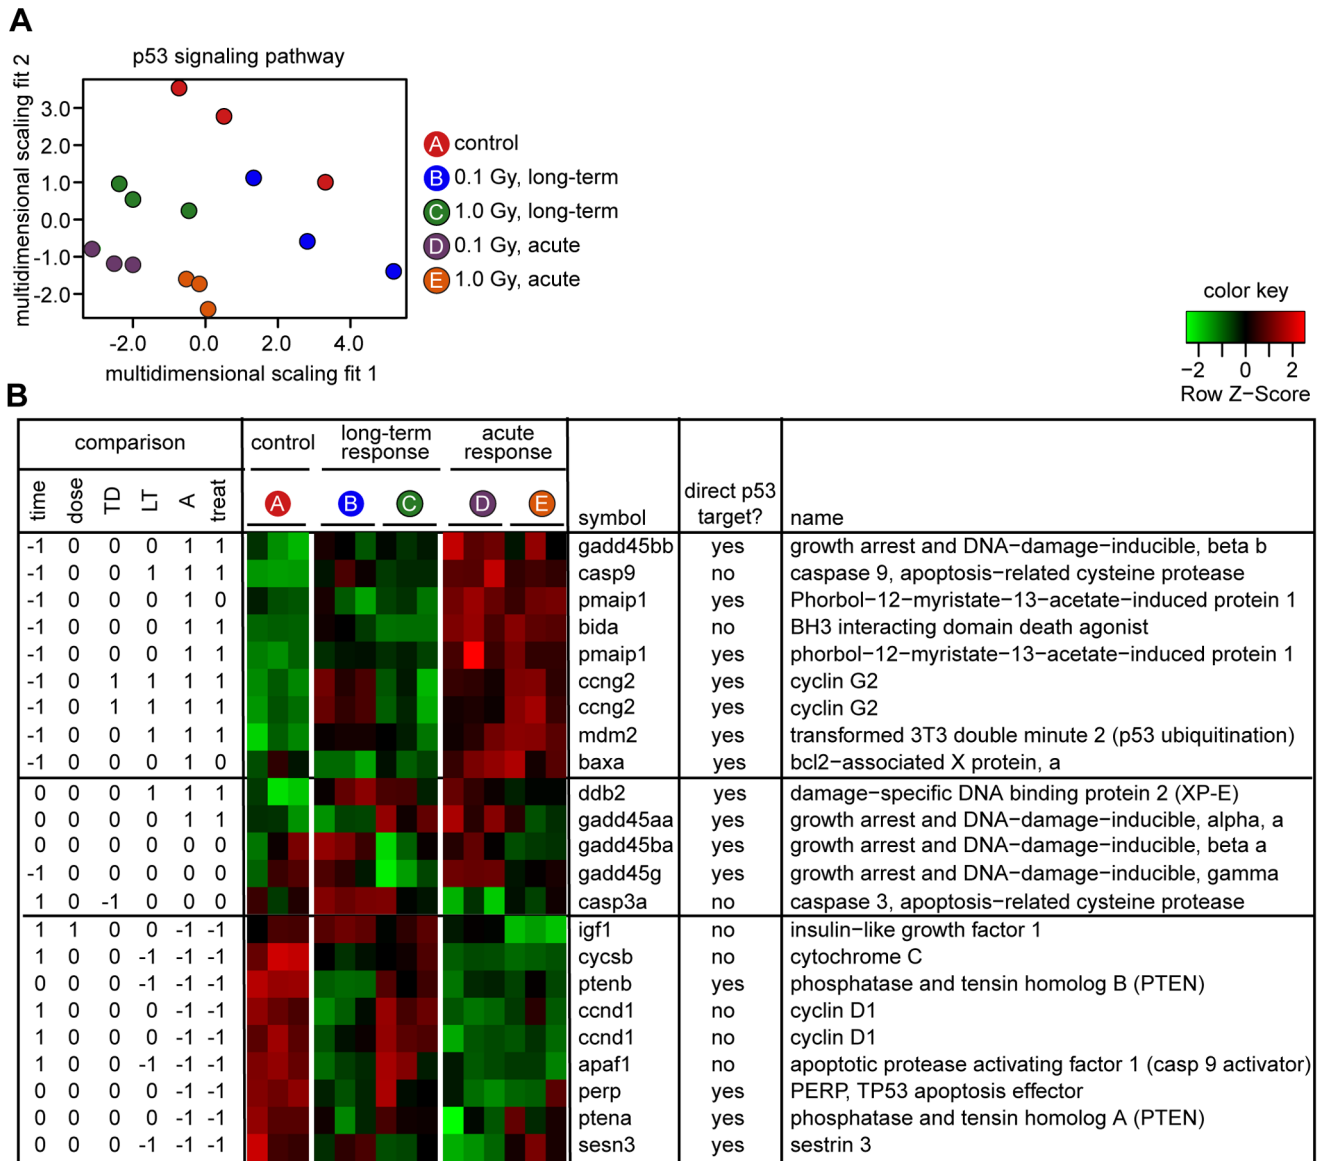 A
p53 signaling pathway
multidimensional scaling fit 2
3.0
2.0
1.0
0.0
-1.0
-2.0
-2.0 0.0 2.0 4.0
multidimensional scaling fit 1
A control
B 0.1 Gy, long-term
C 1.0 Gy, long-term
D 0.1 Gy, acute
E 1.0 Gy, acute
color key
−2 0 2
Row Z−Score
B
comparison control long-term response acute response
time dose TD LT A treat A B C D E symbol direct p53 target? name
-1 0 0 0 1 1 gadd45bb yes growth arrest and DNA−damage−inducible, beta b
-1 0 0 1 1 1 casp9 no caspase 9, apoptosis−related cysteine protease
-1 0 0 0 1 0 pmaip1 yes Phorbol−12−myristate−13−acetate−induced protein 1
-1 0 0 0 1 1 bida no BH3 interacting domain death agonist
-1 0 0 0 1 1 pmaip1 yes phorbol−12−myristate−13−acetate−induced protein 1
-1 0 1 1 1 1 ccng2 yes cyclin G2
-1 0 1 1 1 1 ccng2 yes cyclin G2
-1 0 0 1 1 1 mdm2 yes transformed 3T3 double minute 2 (p53 ubiquitination)
-1 0 0 0 1 0 baxa yes bcl2−associated X protein, a
0 0 0 1 1 1 ddb2 yes damage−specific DNA binding protein 2 (XP-E)
0 0 0 0 1 1 gadd45aa yes growth arrest and DNA−damage−inducible, alpha, a
0 0 0 0 0 0 gadd45ba yes growth arrest and DNA−damage−inducible, beta a
-1 0 0 0 0 0 gadd45g yes growth arrest and DNA−damage−inducible, gamma
1 0 -1 0 0 0 casp3a no caspase 3, apoptosis−related cysteine protease
1 1 0 0 -1 -1 igf1 no insulin−like growth factor 1
1 0 0 -1 -1 -1 cycsb no cytochrome C
0 0 0 -1 -1 -1 ptenb yes phosphatase and tensin homolog B (PTEN)
1 0 0 0 -1 -1 ccnd1 no cyclin D1
1 0 0 0 -1 -1 ccnd1 no cyclin D1
1 0 0 -1 -1 -1 apaf1 no apoptotic protease activating factor 1 (casp 9 activator)
0 0 0 0 -1 -1 perp yes PERP, TP53 apoptosis effector
0 0 0 0 -1 -1 ptena yes phosphatase and tensin homolog A (PTEN)
0 0 0 -1 -1 -1 sesn3 yes sestrin 3